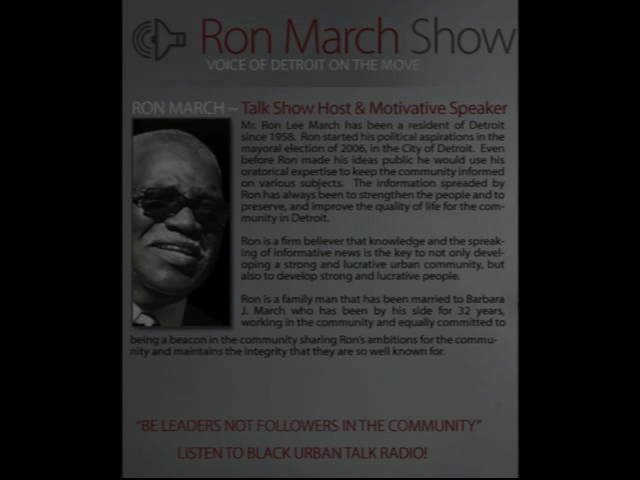 Ron March Show
VOICE OF DETROIT ON THE MOVE
RON MARCH ~ Talk Show Host & Motivative Speaker
Mr. Ron Lee March has been a resident of Detroit
since 1958. Ron started his political aspirations in the
mayoral election of 2006, in the City of Detroit. Even
before Ron made his ideas public he would use his
oratorical expertise to keep the community informed
on various subjects. The information spreaded by
Ron has always been to strengthen the people and to
preserve, and improve the quality of life for the com-
munity in Detroit.
Ron is a firm believer that knowledge and the spreak-
ing of informative news is the key to not only devel-
oping a strong and lucrative urban community, but
also to develop strong and lucrative people.
Ron is a family man that has been married to Barbara
J. March who has been by his side for 32 years,
working in the community and equally committed to
being a beacon in the community sharing Ron's ambitions for the commu-
nity and maintains the integrity that they are so well known for.
"BE LEADERS NOT FOLLOWERS IN THE COMMUNITY"
LISTEN TO BLACK URBAN TALK RADIO!